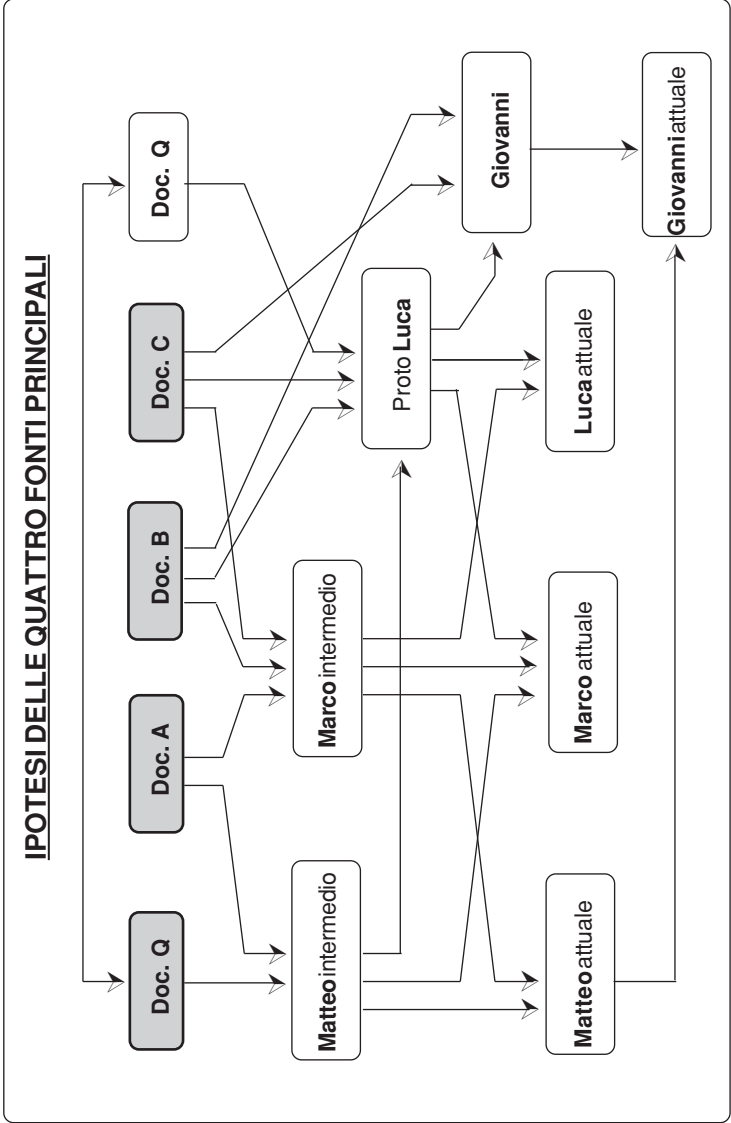 IPOTESI DELLE QUATTRO FONTI PRINCIPALI
Doc. Q
Doc. A
Doc. B
Doc. C
Doc. Q
Matteo intermedio
Marco intermedio
Proto Luca
Giovanni
Matteo attuale
Marco attuale
Luca attuale
Giovanni attuale